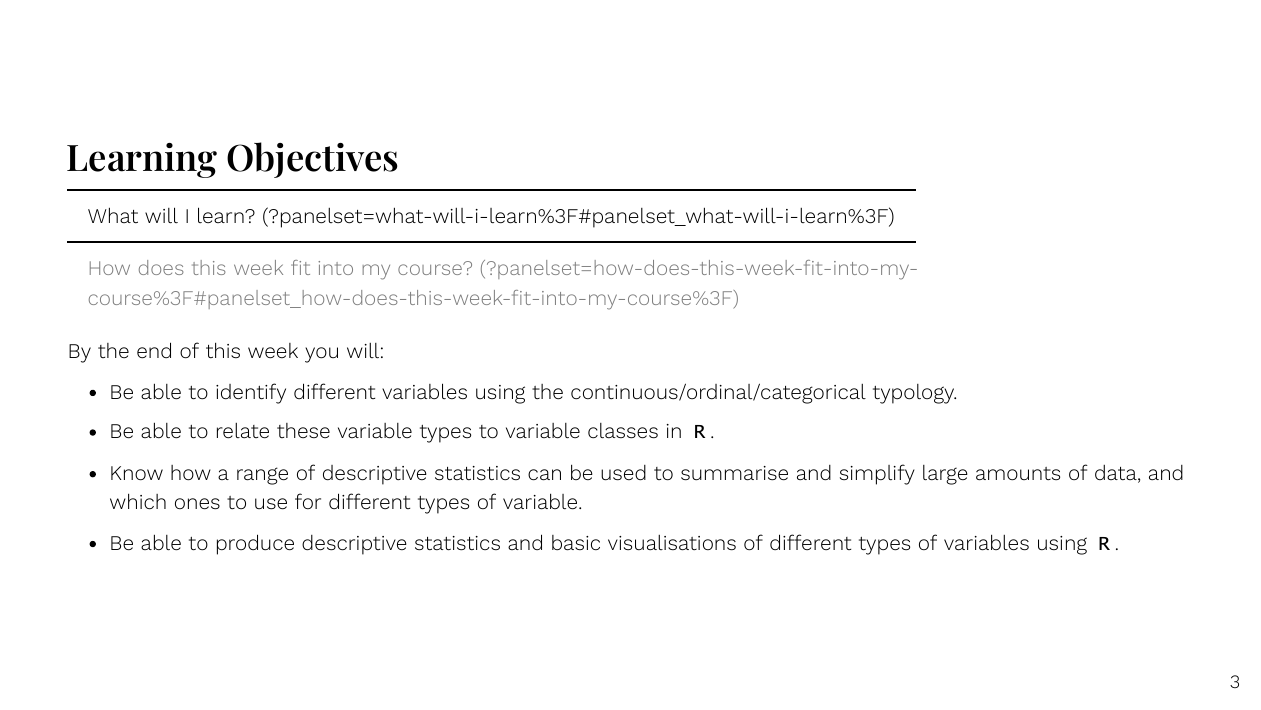 Learning Objectives
What will I learn? (?panelset=what-will-i-learn%3F#panelset_what-will-i-learn%3F)
How does this week fit into my course? (?panelset=how-does-this-week-fit-into-my-
course%3F#panelset_how-does-this-week-fit-into-my-course%3F)
By the end of this week you will:
• Be able to identify different variables using the continuous/ordinal/categorical typology.
• Be able to relate these variable types to variable classes in R.
• Know how a range of descriptive statistics can be used to summarise and simplify large amounts of data, and
which ones to use for different types of variable.
• Be able to produce descriptive statistics and basic visualisations of different types of variables using R.
3